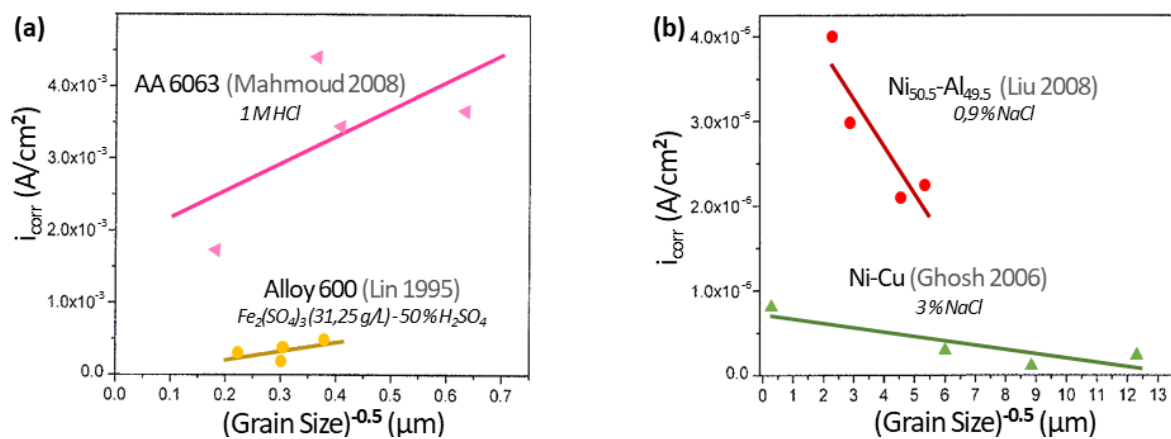 (a)
4.0x10⁻³
3.0x10⁻³
2.0x10⁻³
1.0x10⁻³
0.0
i_corr (A/cm²)
AA 6063 (Mahmoud 2008)
1 M HCl
Alloy 600 (Lin 1995)
Fe₂(SO₄)₃ (31,25 g/L) - 50% H₂SO₄
0.0 0.1 0.2 0.3 0.4 0.5 0.6 0.7
(Grain Size)⁻⁰·⁵ (µm)
(b)
4.0x10⁻⁶
3.0x10⁻⁶
2.0x10⁻⁶
1.0x10⁻⁶
0.0
i_corr (A/cm²)
Ni₅₀.₅-Al₄₉.₅ (Liu 2008)
0,9% NaCl
Ni-Cu (Ghosh 2006)
3% NaCl
0 1 2 3 4 5 6 7 8 9 10 11 12 13
(Grain Size)⁻⁰·⁵ (µm)